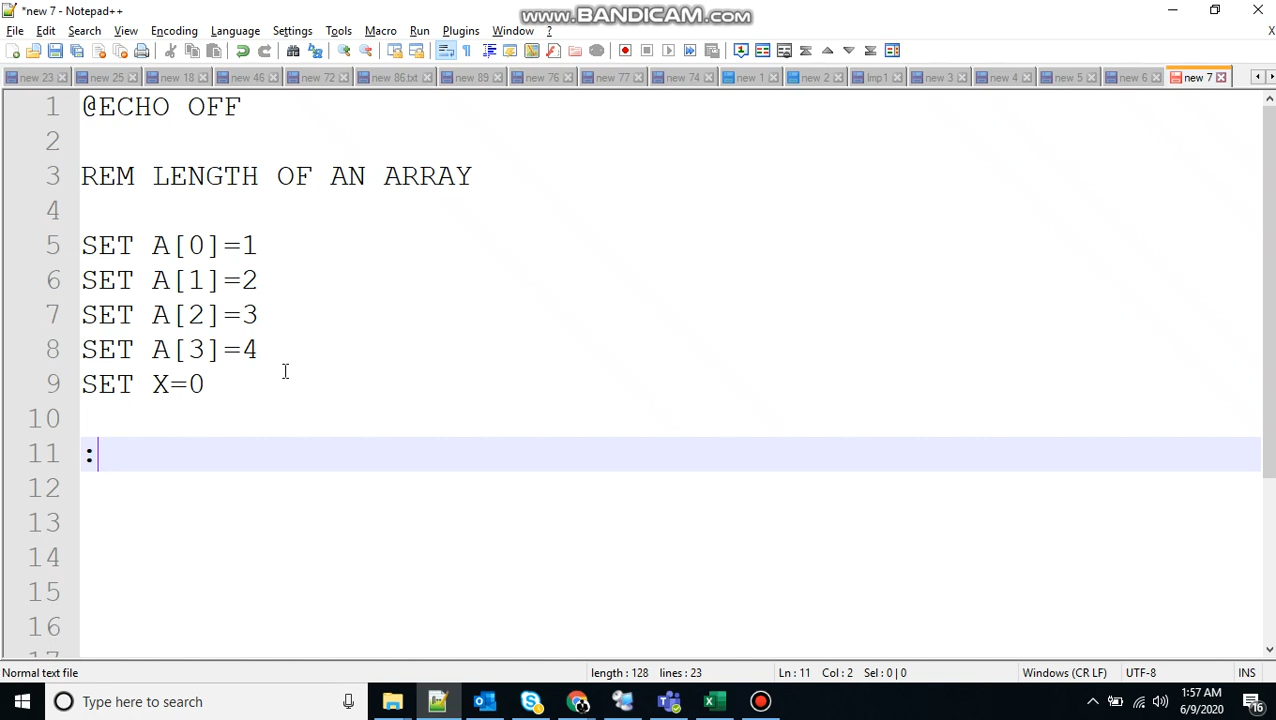 *new 7 - Notepad++
www.BANDICAM.com
File Edit Search View Encoding Language Settings Tools Macro Run Plugins Window ?
new 23 new 25 new 18 new 46 new 72 new 86.txt new 89 new 76 new 77 new 74 new 1 new 2 Imp1 new 3 new 4 new 5 new 6 new 7
1 @ECHO OFF
2
3 REM LENGTH OF AN ARRAY
4
5 SET A[0]=1
6 SET A[1]=2
7 SET A[2]=3
8 SET A[3]=4
9 SET X=0
10
11 :
12
13
14
15
16
17
Normal text file length : 128 lines : 23 Ln : 11 Col : 2 Sel : 0 | 0 Windows (CR LF) UTF-8 INS
Type here to search
1:57 AM
6/9/2020
16